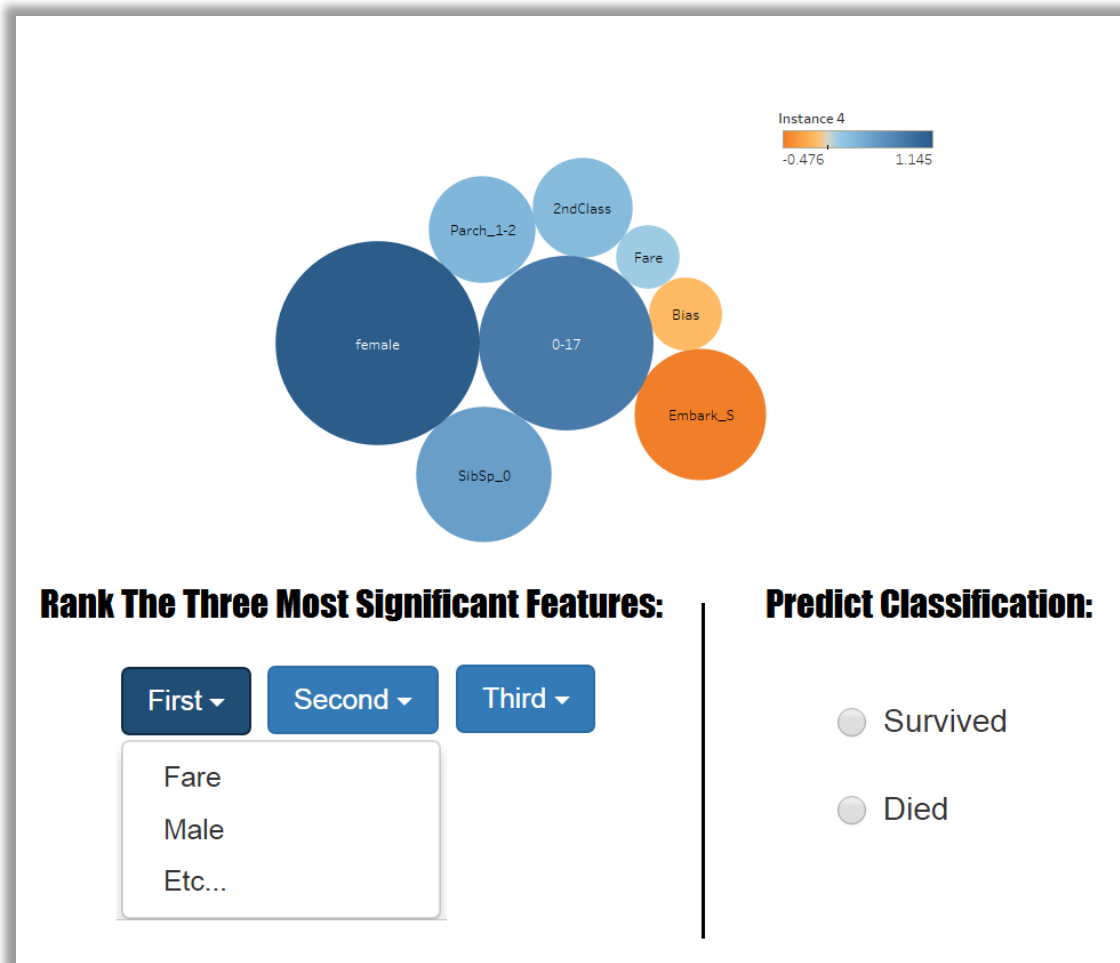 Instance 4
-0.476 1.145
2ndClass
Parch_1-2
Fare
Bias
female
0-17
Embark_S
SibSp_0
Rank The Three Most Significant Features:
First
Second
Third
Fare
Male
Etc...
Predict Classification:
Survived
Died